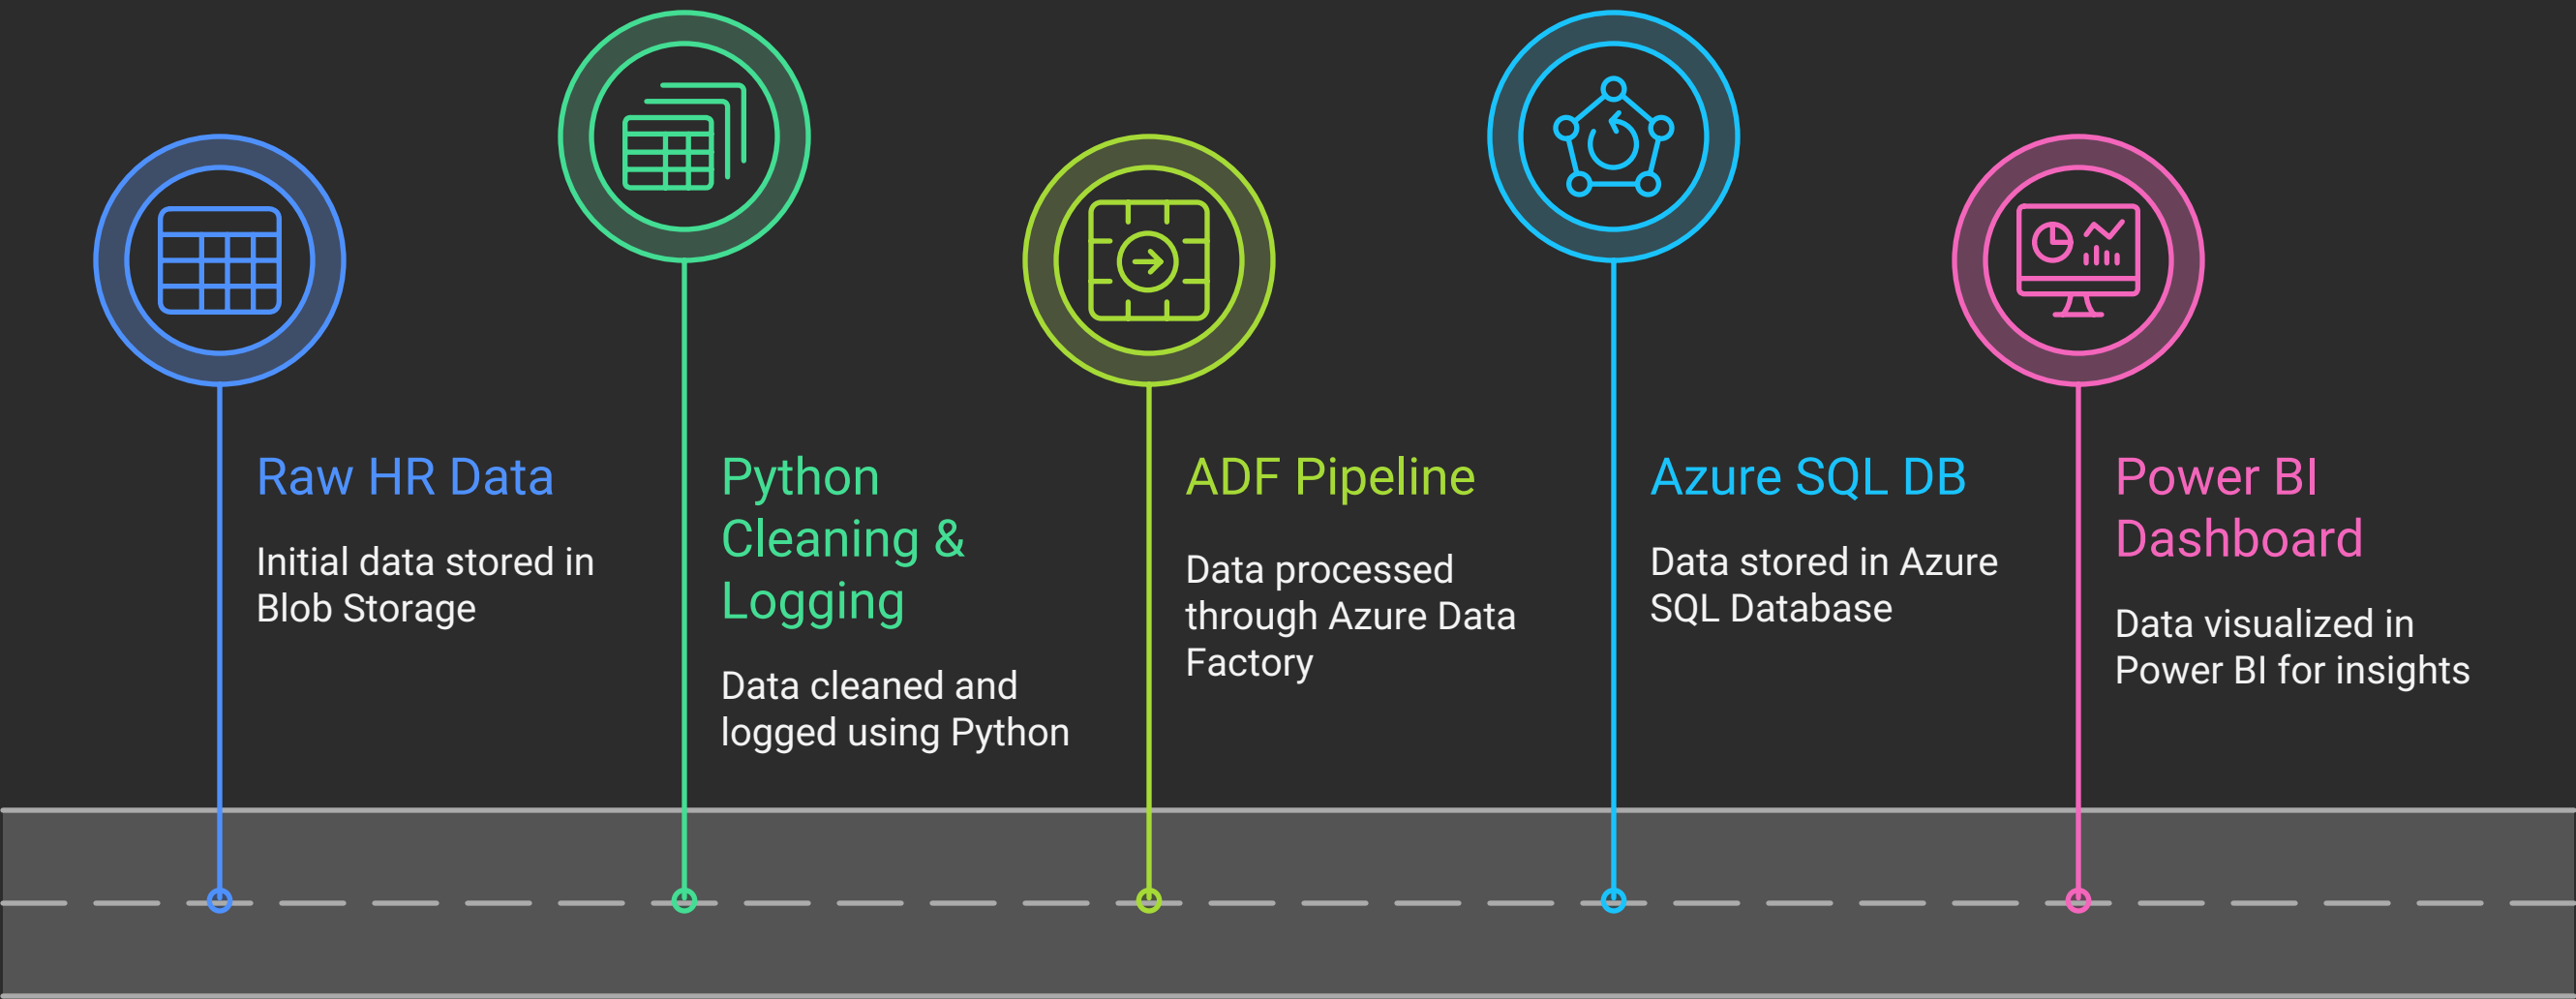 Raw HR Data
Initial data stored in
Blob Storage
Python
Cleaning &
Logging
Data cleaned and
logged using Python
ADF Pipeline
Data processed
through Azure Data
Factory
Azure SQL DB
Data stored in Azure
SQL Database
Power BI
Dashboard
Data visualized in
Power BI for insights